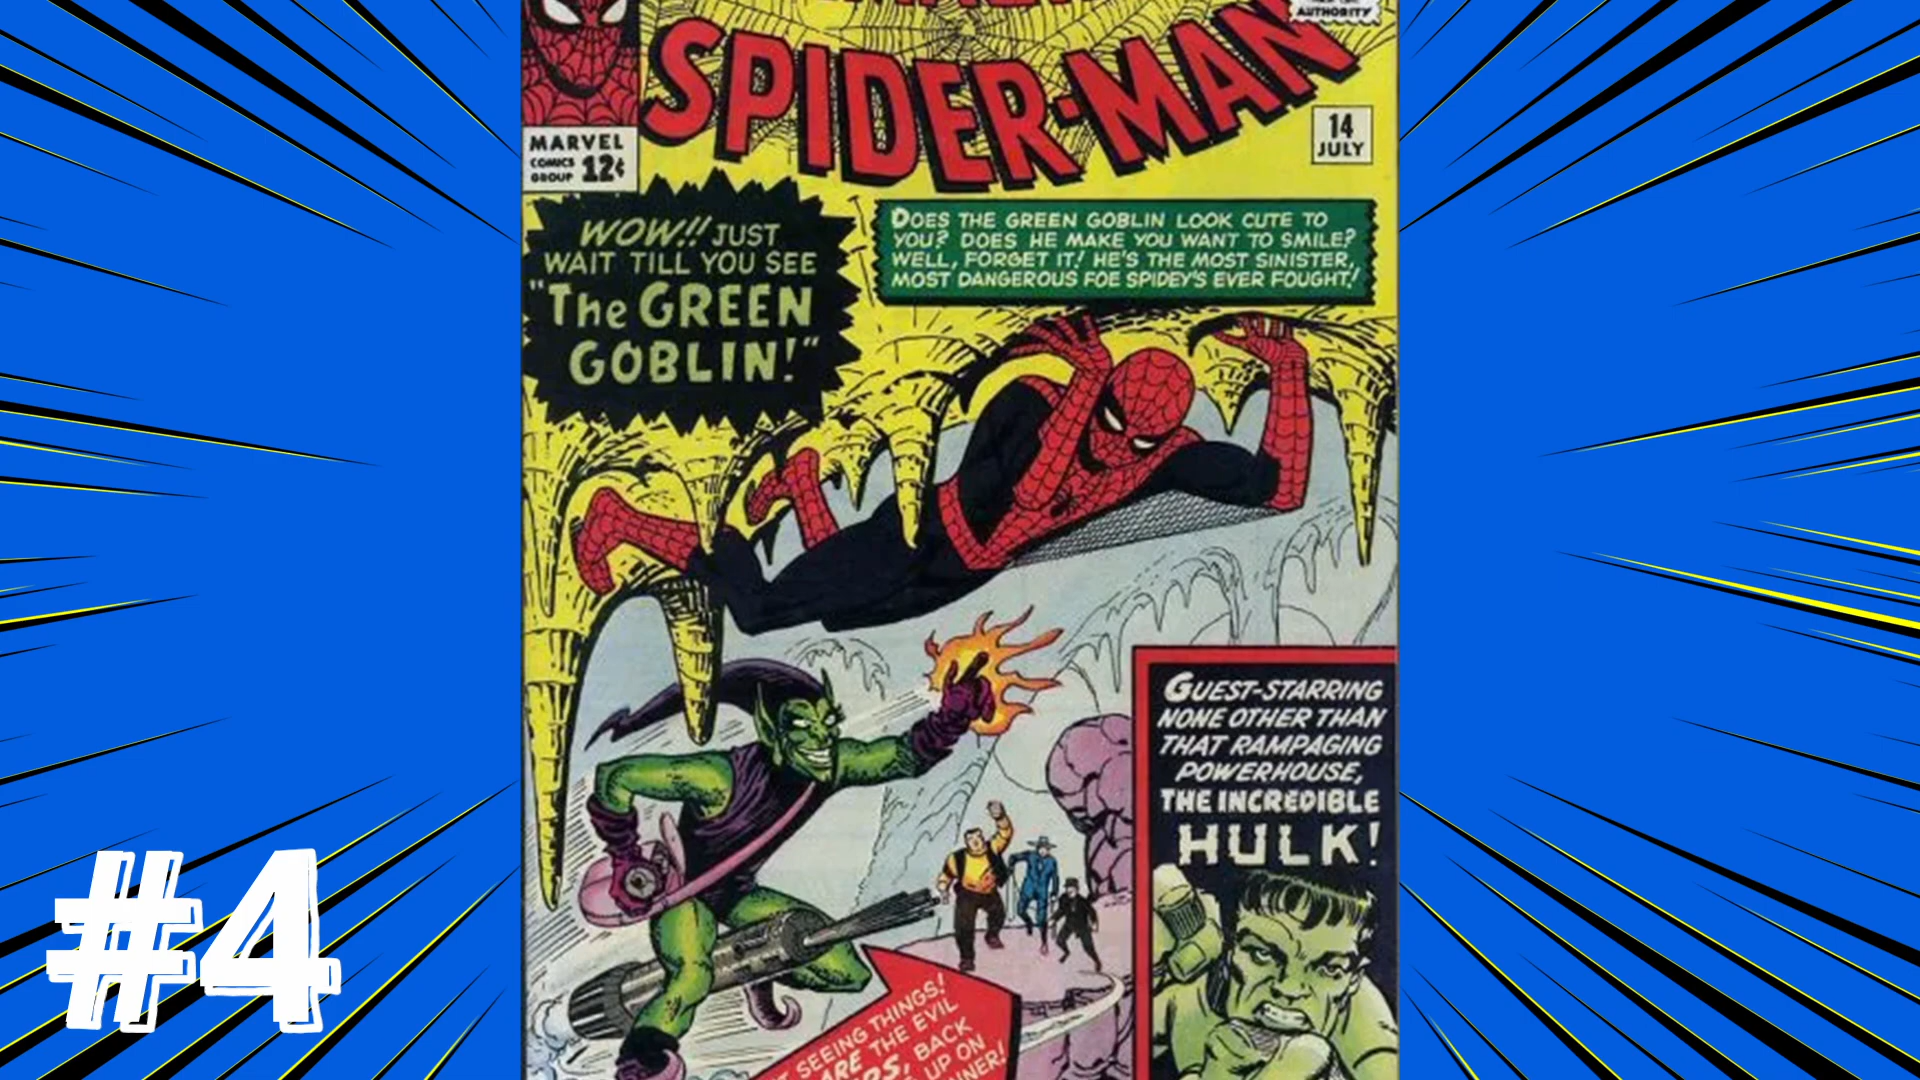 AUTHORITY
SPIDER-MAN
MARVEL
COMICS
GROUP 12¢
14
JULY
WOW!! JUST
WAIT TILL YOU SEE
"The GREEN
GOBLIN!"
DOES THE GREEN GOBLIN LOOK CUTE TO
YOU? DOES HE MAKE YOU WANT TO SMILE?
WELL, FORGET IT! HE'S THE MOST SINISTER,
MOST DANGEROUS FOE SPIDEY'S EVER FOUGHT!
GUEST-STARRING
NONE OTHER THAN
THAT RAMPAGING
POWERHOUSE,
THE INCREDIBLE
HULK!
SEEING THINGS!
ARE THE EVIL
BACK
UP ON
#4